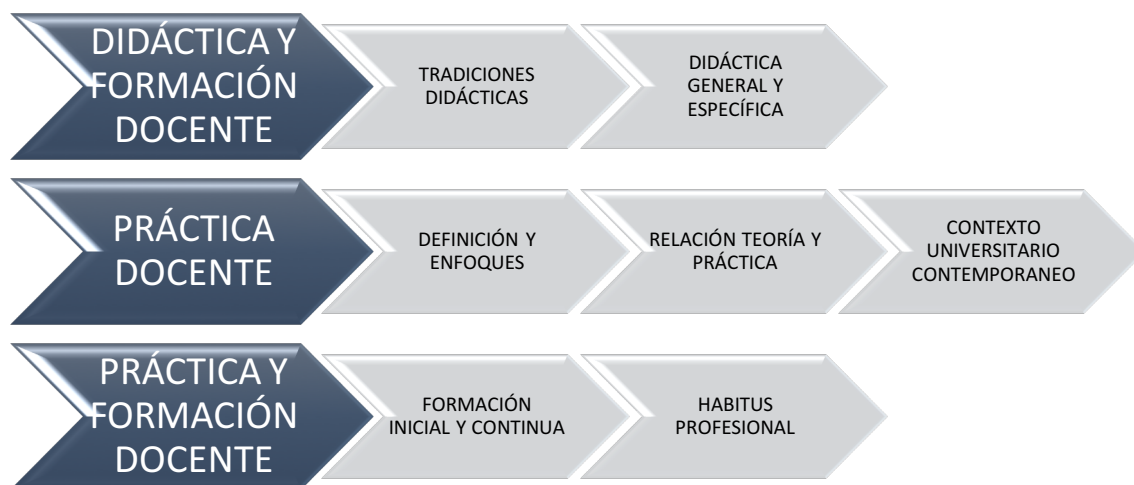 DIDÁCTICA Y
FORMACIÓN
DOCENTE
TRADICIONES
DIDÁCTICAS
DIDÁCTICA
GENERAL Y
ESPECÍFICA
PRÁCTICA
DOCENTE
DEFINICIÓN Y
ENFOQUES
RELACIÓN TEORÍA Y
PRÁCTICA
CONTEXTO
UNIVERSITARIO
CONTEMPORANEO
PRÁCTICA Y
FORMACIÓN
DOCENTE
FORMACIÓN
INICIAL Y CONTINUA
HABITUS
PROFESIONAL